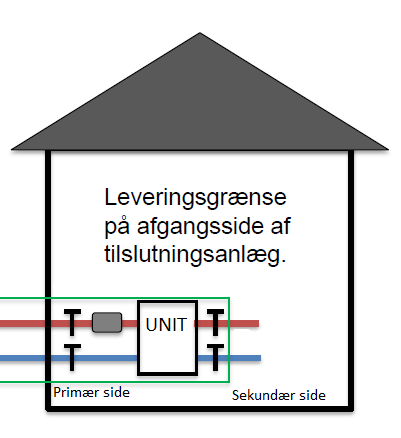 Leveringsgrænse
på afgangsside af
tilslutningsanlæg.
UNIT
Primær side
Sekundær side